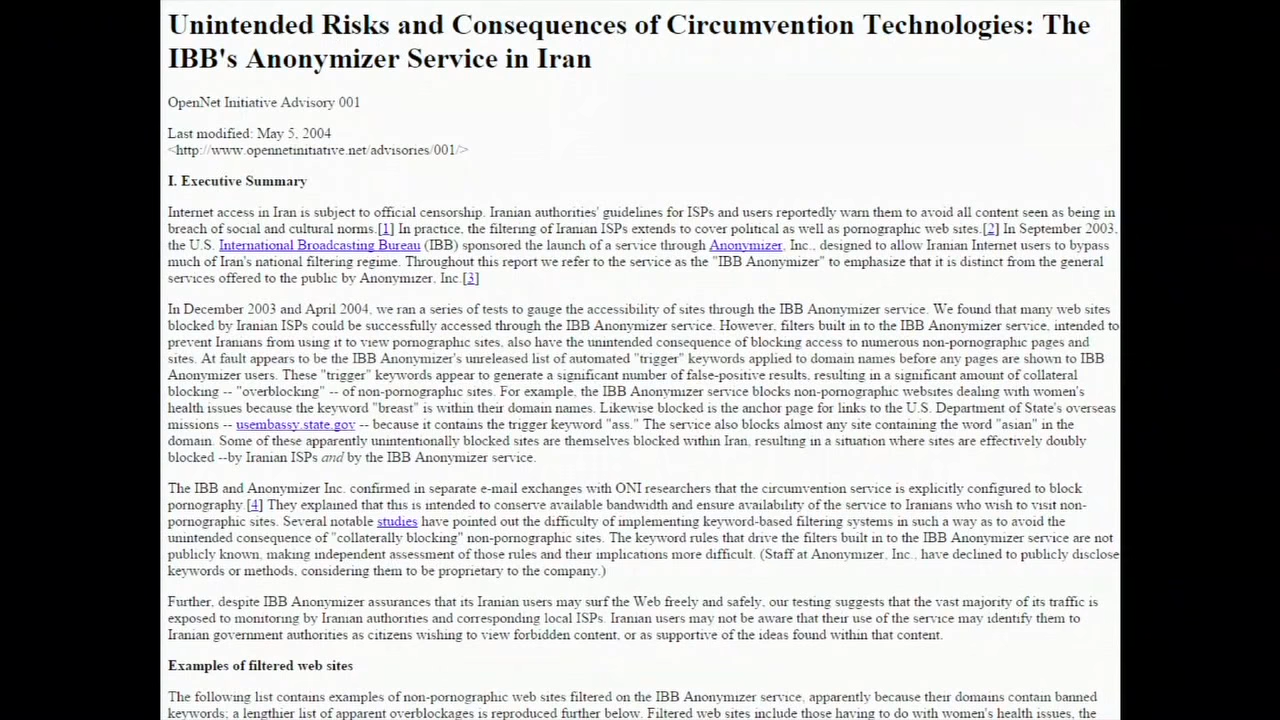 Unintended Risks and Consequences of Circumvention Technologies: The
IBB's Anonymizer Service in Iran
OpenNet Initiative Advisory 001
Last modified: May 5, 2004
<http://www.opennetinitiative.net/advisories/001/>
I. Executive Summary
Internet access in Iran is subject to official censorship. Iranian authorities' guidelines for ISPs and users reportedly warn them to avoid all content seen as being in
breach of social and cultural norms.[1] In practice, the filtering of Iranian ISPs extends to cover political as well as pornographic web sites.[2] In September 2003,
the U.S. International Broadcasting Bureau (IBB) sponsored the launch of a service through Anonymizer, Inc., designed to allow Iranian Internet users to bypass
much of Iran's national filtering regime. Throughout this report we refer to the service as the "IBB Anonymizer" to emphasize that it is distinct from the general
services offered to the public by Anonymizer, Inc.[3]
In December 2003 and April 2004, we ran a series of tests to gauge the accessibility of sites through the IBB Anonymizer service. We found that many web sites
blocked by Iranian ISPs could be successfully accessed through the IBB Anonymizer service. However, filters built in to the IBB Anonymizer service, intended to
prevent Iranians from using it to view pornographic sites, also have the unintended consequence of blocking access to numerous non-pornographic pages and
sites. At fault appears to be the IBB Anonymizer's unreleased list of automated "trigger" keywords applied to domain names before any pages are shown to IBB
Anonymizer users. These "trigger" keywords appear to generate a significant number of false-positive results, resulting in a significant amount of collateral
blocking -- "overblocking" -- of non-pornographic sites. For example, the IBB Anonymizer service blocks non-pornographic websites dealing with women's
health issues because the keyword "breast" is within their domain names. Likewise blocked is the anchor page for links to the U.S. Department of State's overseas
missions -- usembassy.state.gov -- because it contains the trigger keyword "ass." The service also blocks almost any site containing the word "asian" in the
domain. Some of these apparently unintentionally blocked sites are themselves blocked within Iran, resulting in a situation where sites are effectively doubly
blocked --by Iranian ISPs and by the IBB Anonymizer service.
The IBB and Anonymizer Inc. confirmed in separate e-mail exchanges with ONI researchers that the circumvention service is explicitly configured to block
pornography.[4] They explained that this is intended to conserve available bandwidth and ensure availability of the service to Iranians who wish to visit non-
pornographic sites. Several notable studies have pointed out the difficulty of implementing keyword-based filtering systems in such a way as to avoid the
unintended consequence of "collaterally blocking" non-pornographic sites. The keyword rules that drive the filters built in to the IBB Anonymizer service are not
publicly known, making independent assessment of those rules and their implications more difficult. (Staff at Anonymizer, Inc., have declined to publicly disclose
keywords or methods, considering them to be proprietary to the company.)
Further, despite IBB Anonymizer assurances that its Iranian users may surf the Web freely and safely, our testing suggests that the vast majority of its traffic is
exposed to monitoring by Iranian authorities and corresponding local ISPs. Iranian users may not be aware that their use of the service may identify them to
Iranian government authorities as citizens wishing to view forbidden content, or as supportive of the ideas found within that content.
Examples of filtered web sites
The following list contains examples of non-pornographic web sites filtered on the IBB Anonymizer service, apparently because their domains contain banned
keywords; a lengthier list of apparent overblockages is reproduced further below. Filtered web sites include those having to do with women's health issues, the